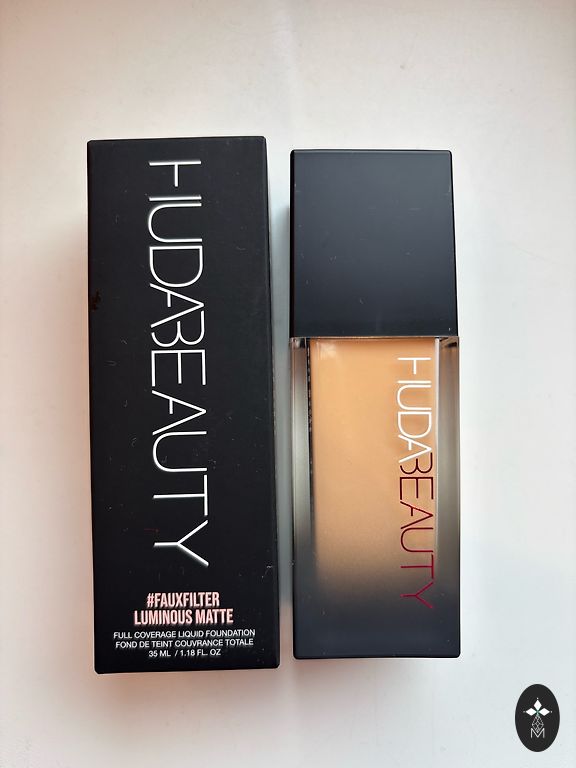 HUDABEAUTY
#FAUXFILTER
LUMINOUS MATTE
FULL COVERAGE LIQUID FOUNDATION
FOND DE TEINT COUVRANCE TOTALE
35 ML / 1.18 FL. OZ
HUDABEAUTY
M